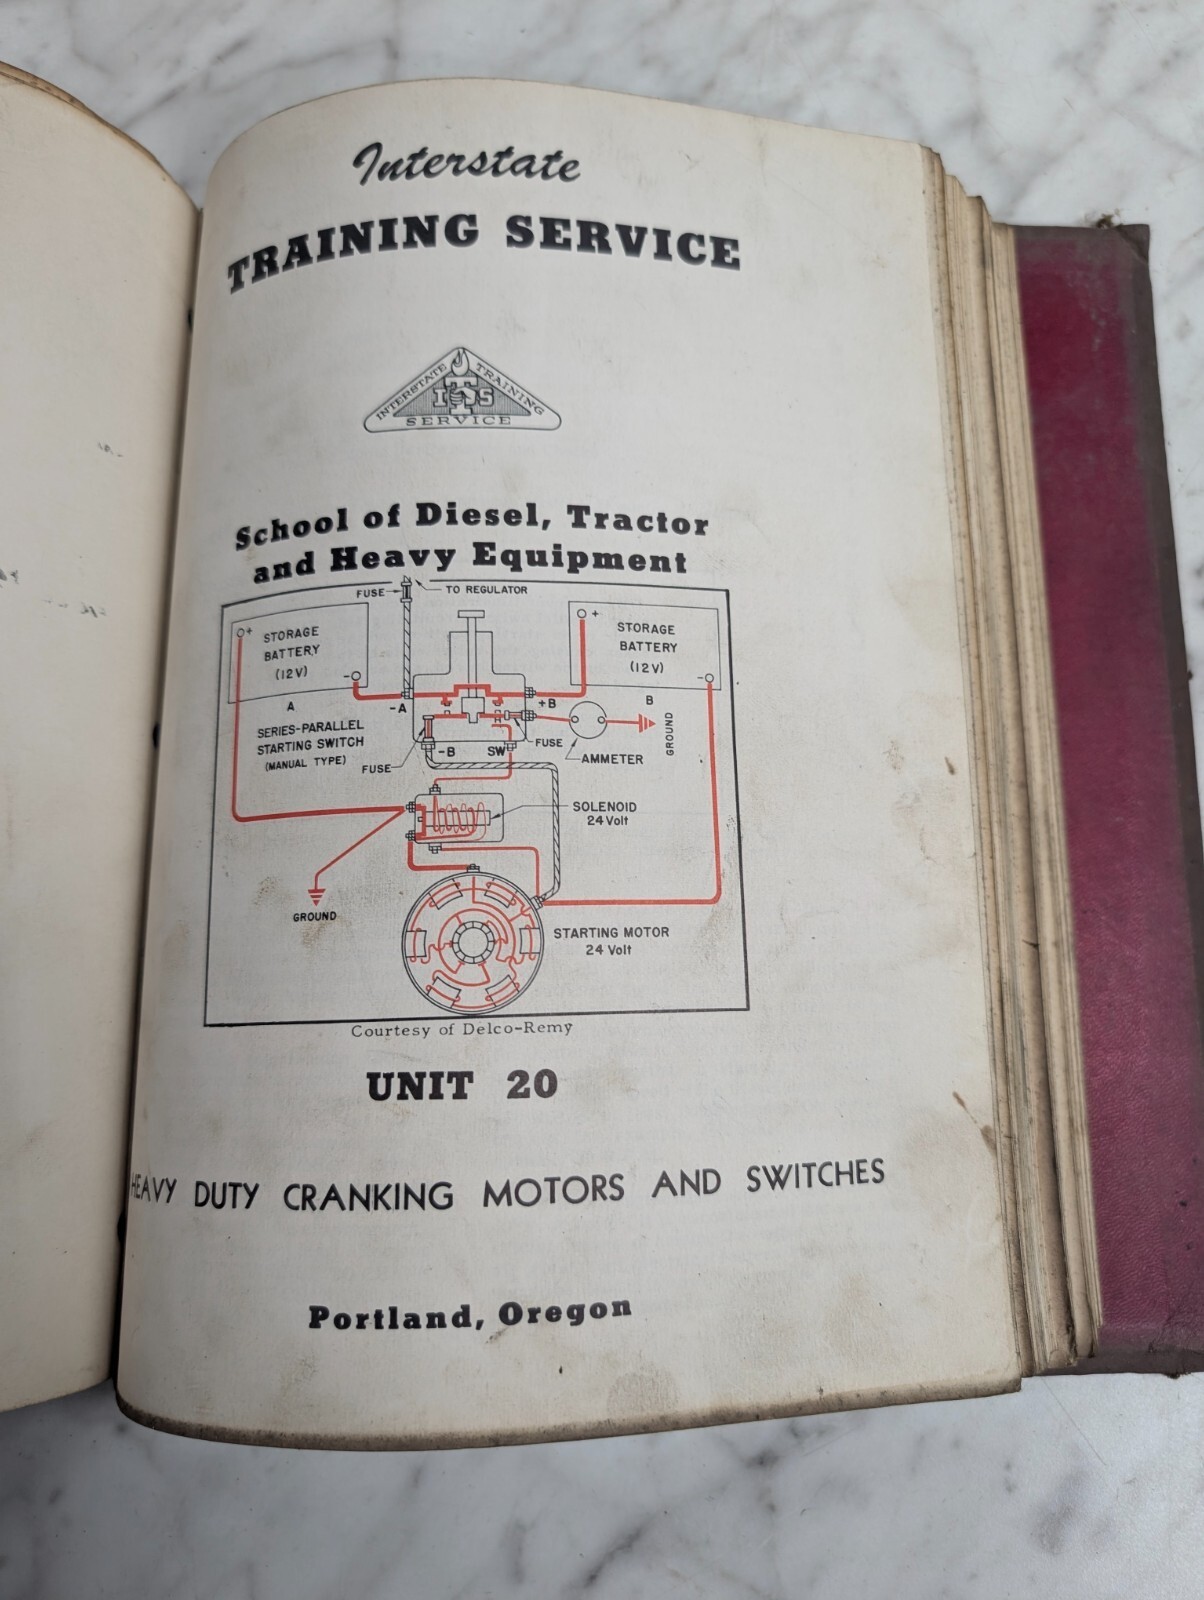 Interstate
TRAINING SERVICE
INTERSTATE TRAINING
ITS
SERVICE
School of Diesel, Tractor
and Heavy Equipment
FUSE
TO REGULATOR
+
STORAGE
BATTERY
(12V)
-
A
-A
+
STORAGE
BATTERY
(12V)
-
B
+B
SERIES-PARALLEL
STARTING SWITCH
(MANUAL TYPE)
FUSE
-B
SW
FUSE
AMMETER
GROUND
SOLENOID
24 Volt
GROUND
STARTING MOTOR
24 Volt
Courtesy of Delco-Remy
UNIT 20
HEAVY DUTY CRANKING MOTORS AND SWITCHES
Portland, Oregon